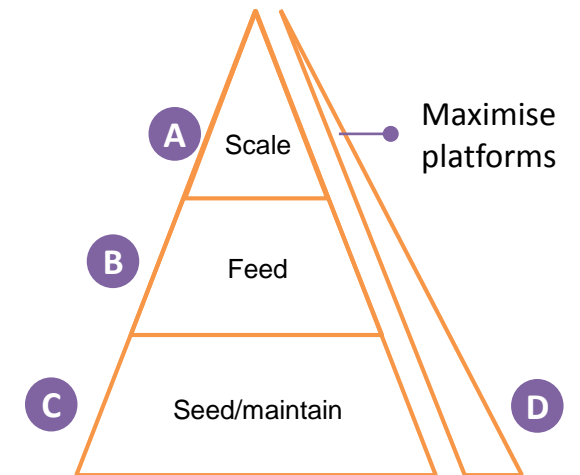 A
Scale
Maximise
platforms
B
Feed
C
Seed/maintain
D